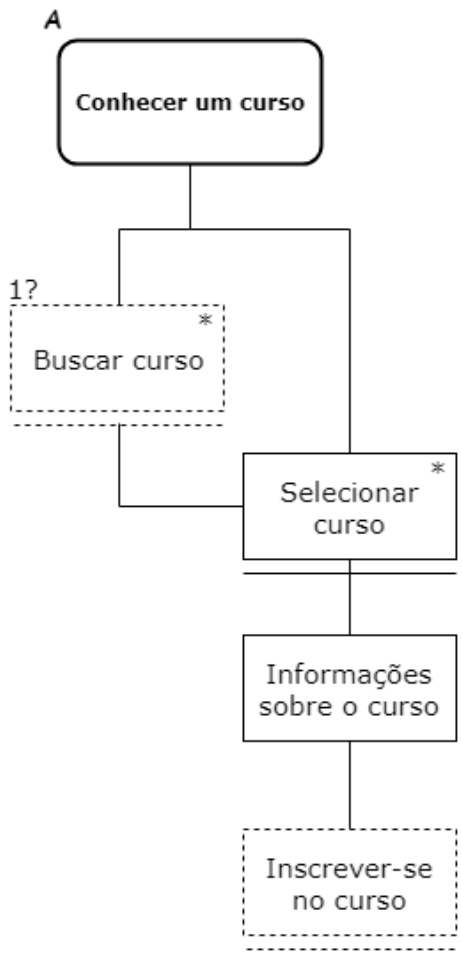 A
Conhecer um curso
1?
*
Buscar curso
*
Selecionar
curso
Informações
sobre o curso
Inscrever-se
no curso